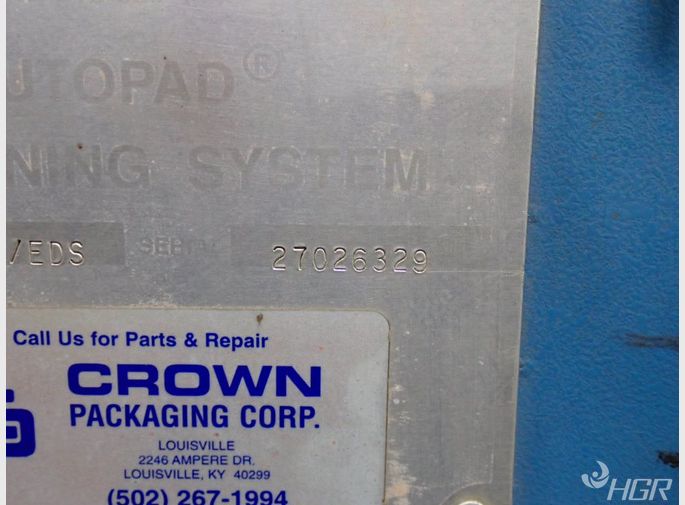 UTOPAD®
NING SYSTEM
/EDS SERIAL 27026329
Call Us for Parts & Repair
CROWN
PACKAGING CORP.
LOUISVILLE
2246 AMPERE DR.
LOUISVILLE, KY 40299
(502) 267-1994
HGR